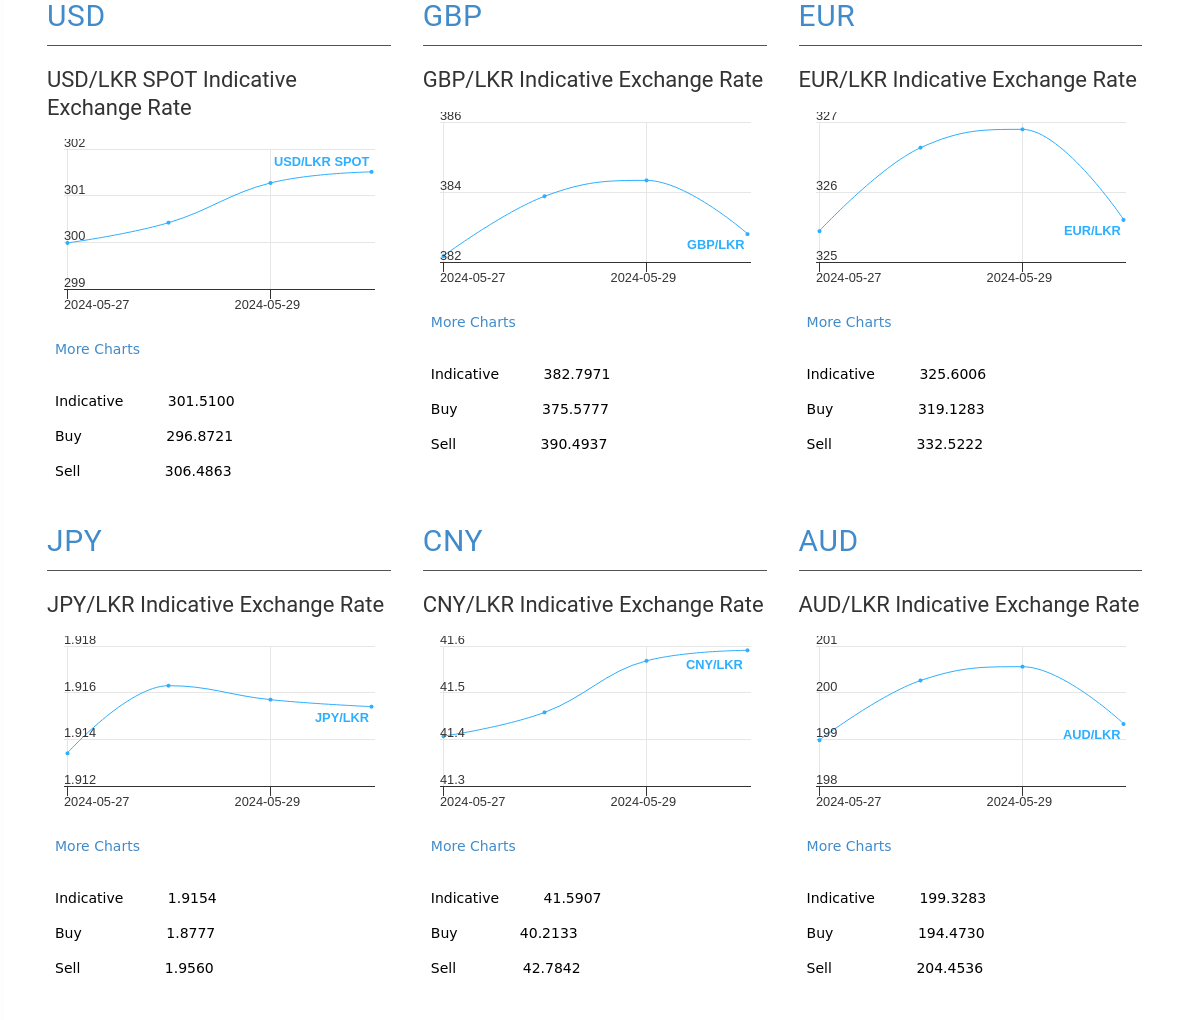 USD
USD/LKR SPOT Indicative
Exchange Rate
302
301
300
299
USD/LKR SPOT
2024-05-27
2024-05-29
More Charts
Indicative 301.5100
Buy 296.8721
Sell 306.4863
GBP
GBP/LKR Indicative Exchange Rate
386
384
382
GBP/LKR
2024-05-27
2024-05-29
More Charts
Indicative 382.7971
Buy 375.5777
Sell 390.4937
EUR
EUR/LKR Indicative Exchange Rate
327
326
325
EUR/LKR
2024-05-27
2024-05-29
More Charts
Indicative 325.6006
Buy 319.1283
Sell 332.5222
JPY
JPY/LKR Indicative Exchange Rate
1.918
1.916
1.914
1.912
JPY/LKR
2024-05-27
2024-05-29
More Charts
Indicative 1.9154
Buy 1.8777
Sell 1.9560
CNY
CNY/LKR Indicative Exchange Rate
41.6
41.5
41.4
41.3
CNY/LKR
2024-05-27
2024-05-29
More Charts
Indicative 41.5907
Buy 40.2133
Sell 42.7842
AUD
AUD/LKR Indicative Exchange Rate
201
200
199
198
AUD/LKR
2024-05-27
2024-05-29
More Charts
Indicative 199.3283
Buy 194.4730
Sell 204.4536